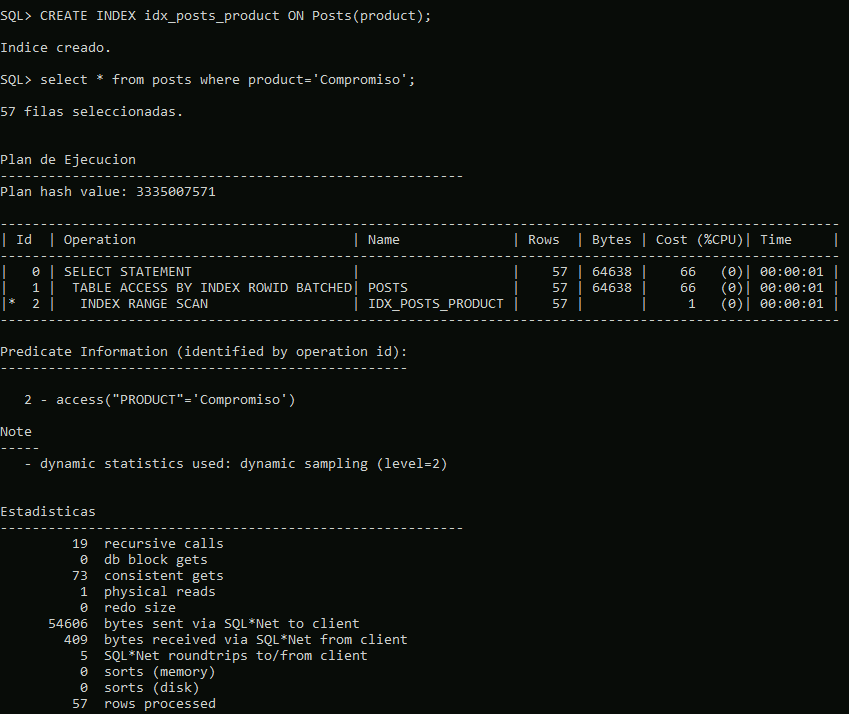 SQL> CREATE INDEX idx_posts_product ON Posts(product);
Indice creado.
SQL> select * from posts where product='Compromiso';
57 filas seleccionadas.
Plan de Ejecucion
----------------------------------------------------------
Plan hash value: 3335007571
---------------------------------------------------------------------------------------------------------
| Id  | Operation                           | Name              | Rows  | Bytes | Cost (%CPU)| Time     |
---------------------------------------------------------------------------------------------------------
|   0 | SELECT STATEMENT                    |                   |    57 | 64638 |    66   (0)| 00:00:01 |
|   1 |  TABLE ACCESS BY INDEX ROWID BATCHED| POSTS             |    57 | 64638 |    66   (0)| 00:00:01 |
|*  2 |   INDEX RANGE SCAN                  | IDX_POSTS_PRODUCT |    57 |       |     1   (0)| 00:00:01 |
---------------------------------------------------------------------------------------------------------
Predicate Information (identified by operation id):
---------------------------------------------------
   2 - access("PRODUCT"='Compromiso')
Note
-----
   - dynamic statistics used: dynamic sampling (level=2)
Estadisticas
----------------------------------------------------------
         19  recursive calls
          0  db block gets
         73  consistent gets
          1  physical reads
          0  redo size
      54606  bytes sent via SQL*Net to client
        409  bytes received via SQL*Net from client
          5  SQL*Net roundtrips to/from client
          0  sorts (memory)
          0  sorts (disk)
         57  rows processed